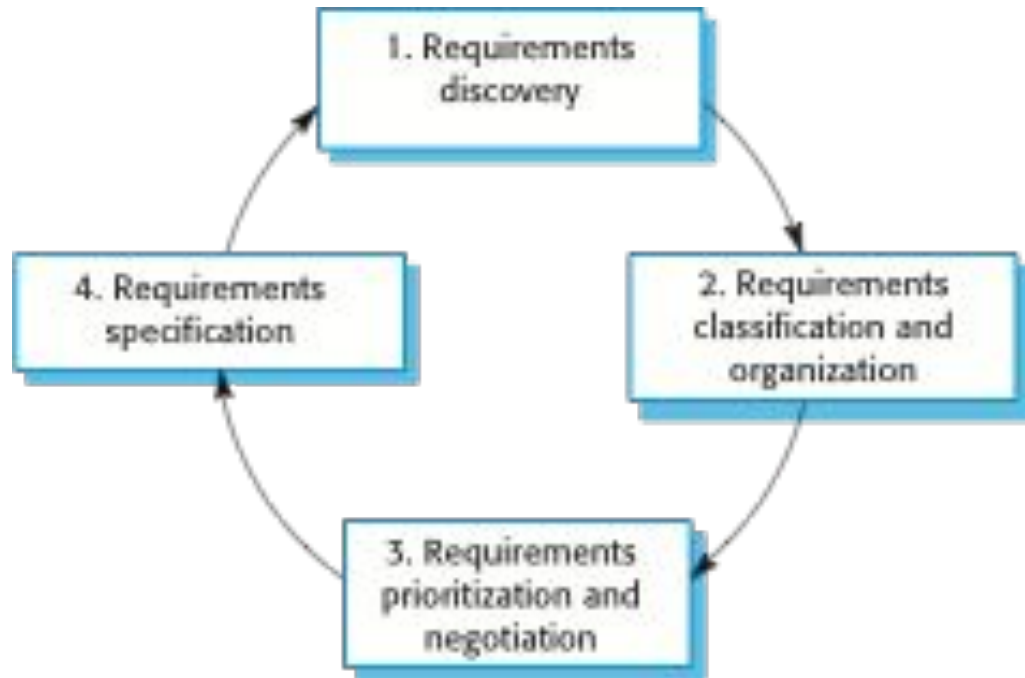 1. Requirements
discovery
2. Requirements
classification and
organization
3. Requirements
prioritization and
negotiation
4. Requirements
specification